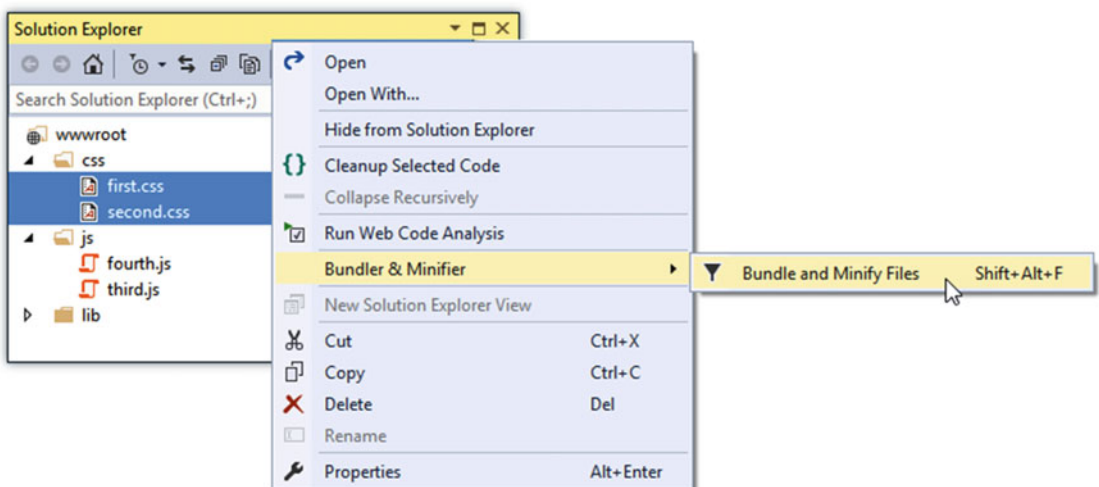 Solution Explorer
Search Solution Explorer (Ctrl+;)
wwwroot
css
first.css
second.css
js
fourth.js
third.js
lib
Open
Open With...
Hide from Solution Explorer
Cleanup Selected Code
Collapse Recursively
Run Web Code Analysis
Bundler & Minifier
New Solution Explorer View
Cut Ctrl+X
Copy Ctrl+C
Delete Del
Rename
Properties Alt+Enter
Bundle and Minify Files Shift+Alt+F